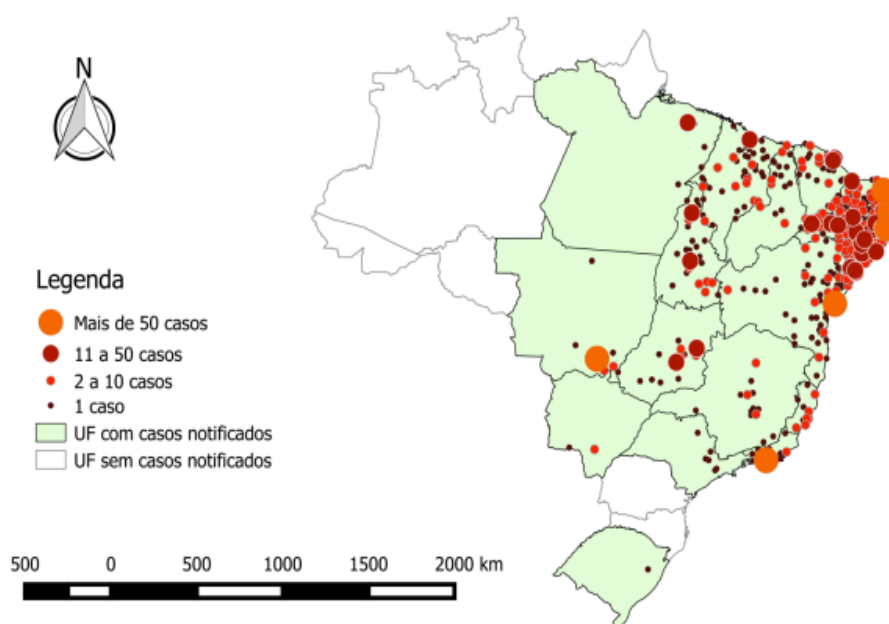 N
Legenda
Mais de 50 casos
11 a 50 casos
2 a 10 casos
1 caso
UF com casos notificados
UF sem casos notificados
500 0 500 1000 1500 2000 km